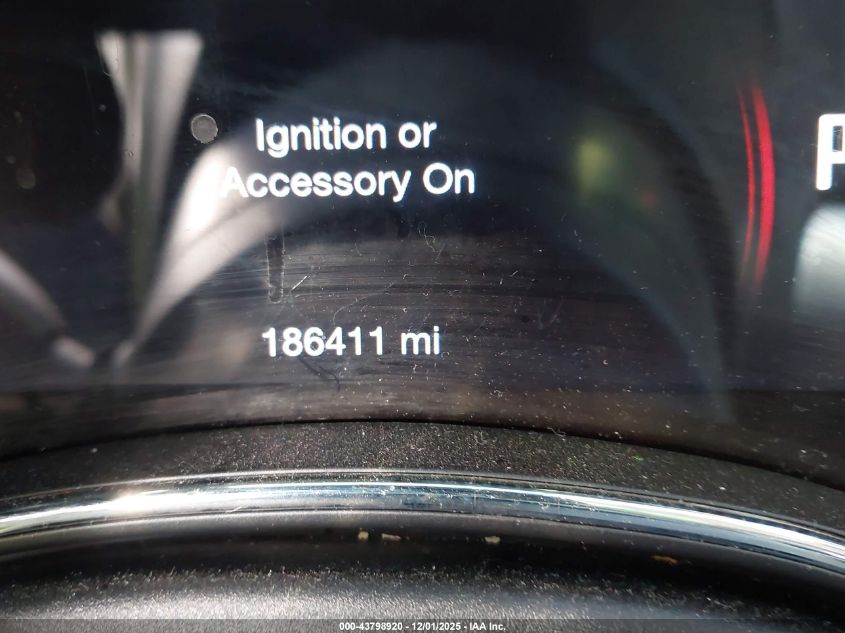 Ignition or
Accessory On
186411 mi
000-43798920 - 12/01/2025 - IAA Inc.